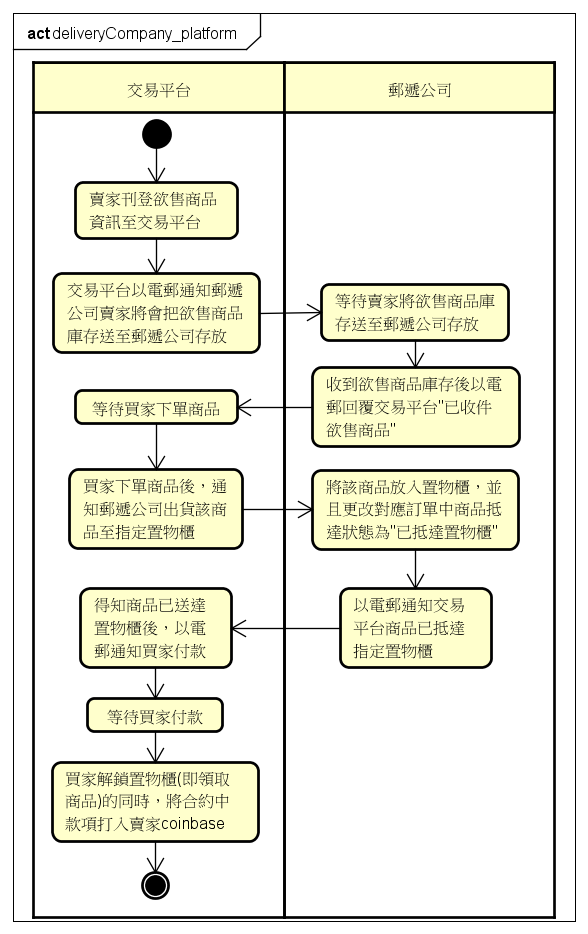 act deliveryCompany_platform
交易平台
郵遞公司
賣家刊登欲售商品
資訊至交易平台
交易平台以電郵通知郵遞
公司賣家將會把欲售商品
庫存送至郵遞公司存放
等待賣家將欲售商品庫
存送至郵遞公司存放
收到欲售商品庫存後以電
郵回覆交易平台"已收件
欲售商品"
等待買家下單商品
買家下單商品後，通
知郵遞公司出貨該商
品至指定置物櫃
將該商品放入置物櫃，並
且更改對應訂單中商品抵
達狀態為"已抵達置物櫃"
以電郵通知交易
平台商品已抵達
指定置物櫃
得知商品已送達
置物櫃後，以電
郵通知買家付款
等待買家付款
買家解鎖置物櫃(即領取
商品)的同時，將合約中
款項打入賣家coinbase